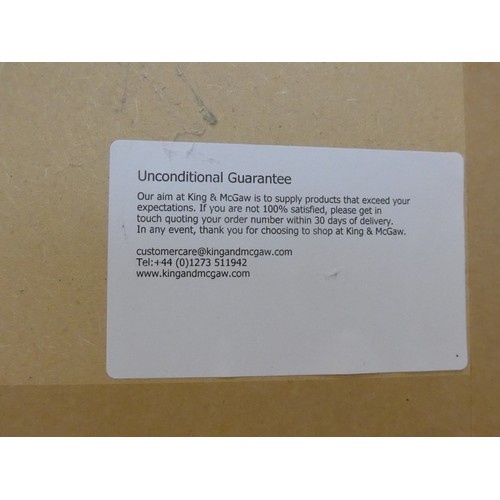 Unconditional Guarantee
Our aim at King & McGaw is to supply products that exceed your
expectations. If you are not 100% satisfied, please get in
touch quoting your order number within 30 days of delivery.
In any event, thank you for choosing to shop at King & McGaw.
customercare@kingandmcgaw.com
Tel:+44 (0)1273 511942
www.kingandmcgaw.com